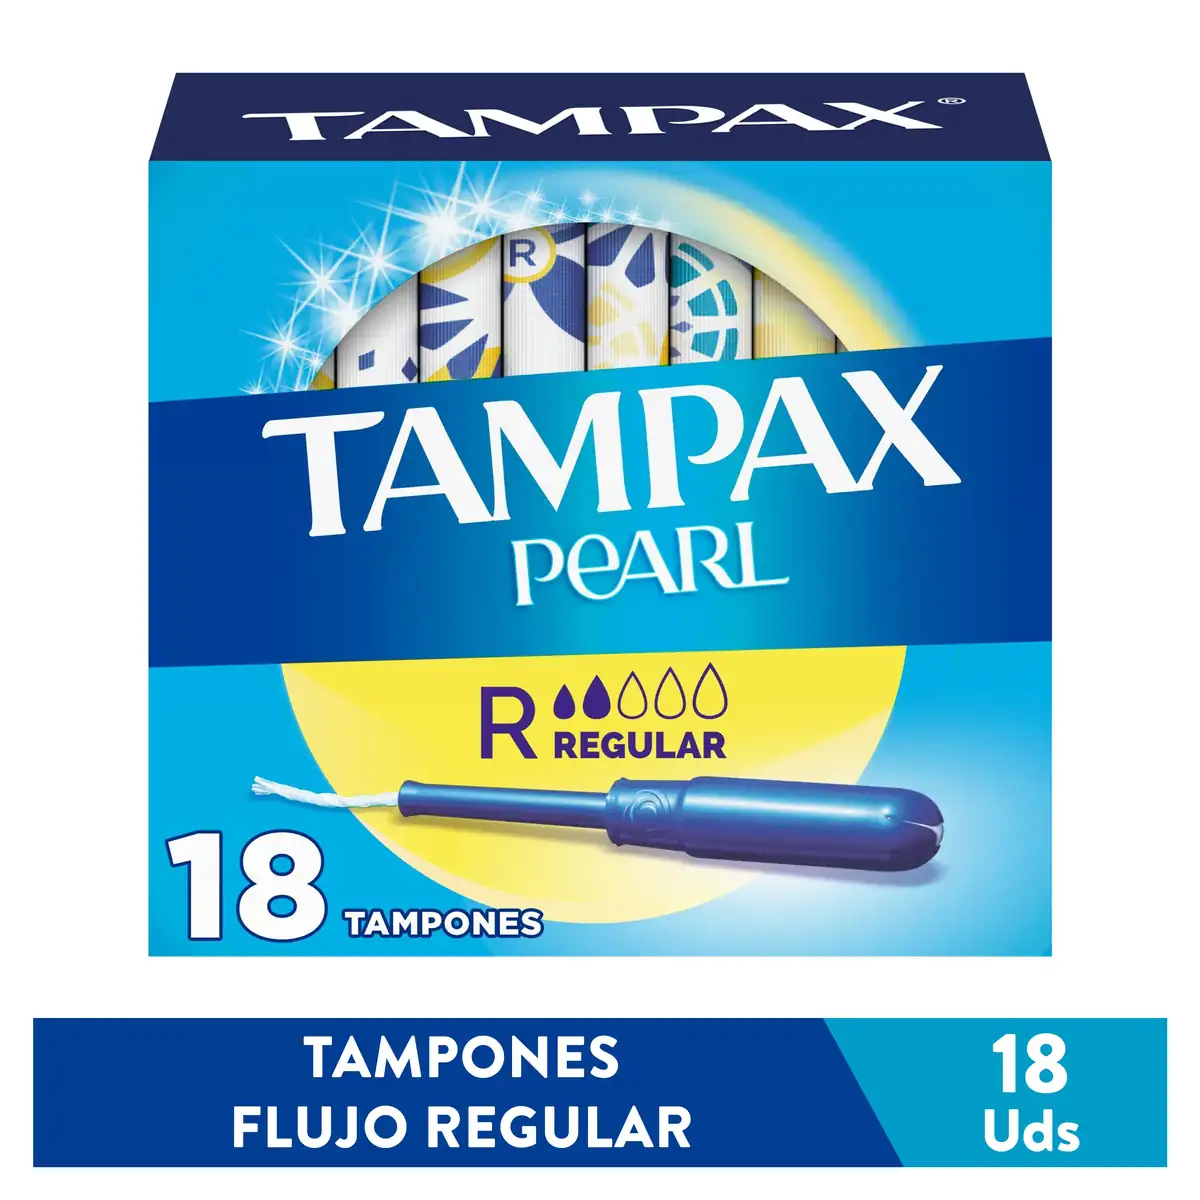 TAMPAX®
R
TAMPAX
PeARL
R
REGULAR
18 TAMPONES
TAMPONES
FLUJO REGULAR
18
Uds